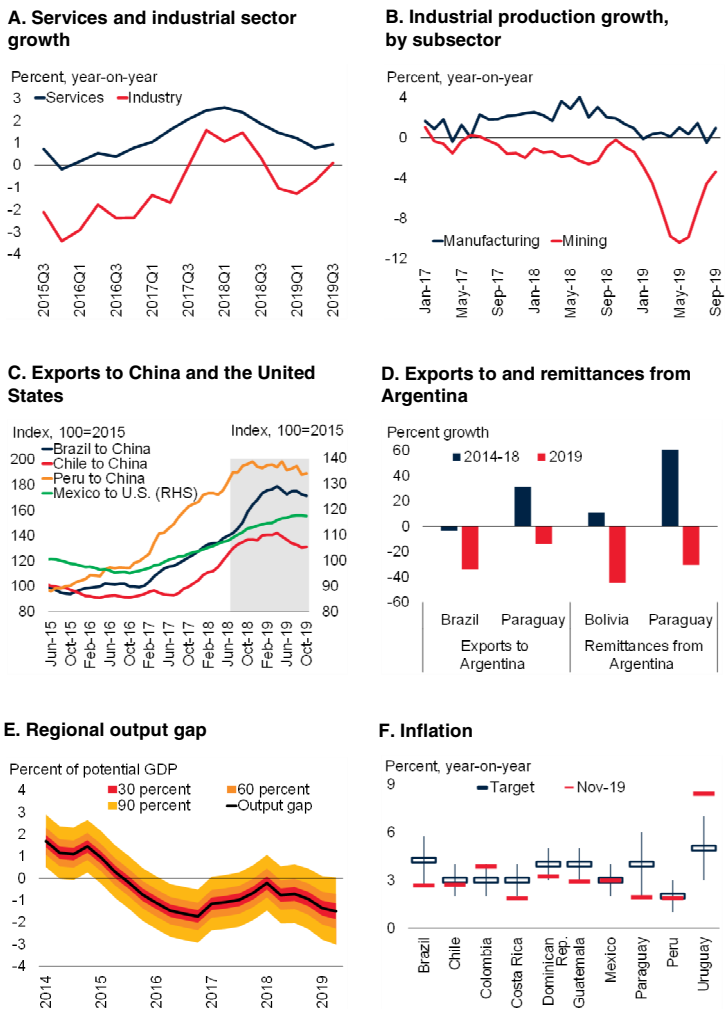 A. Services and industrial sector
growth
Percent, year-on-year
Services Industry
3
2
1
0
-1
-2
-3
-4
2015Q3
2016Q1
2016Q3
2017Q1
2017Q3
2018Q1
2018Q3
2019Q1
2019Q3
B. Industrial production growth,
by subsector
Percent, year-on-year
4
0
-4
-8
-12
Manufacturing Mining
Jan-17
May-17
Sep-17
Jan-18
May-18
Sep-18
Jan-19
May-19
Sep-19
C. Exports to China and the United
States
Index, 100=2015 Index, 100=2015
Brazil to China
Chile to China
Peru to China
Mexico to U.S. (RHS)
200
180
160
140
120
100
80
140
130
120
110
100
90
80
Jun-15
Oct-15
Feb-16
Jun-16
Oct-16
Feb-17
Jun-17
Oct-17
Feb-18
Jun-18
Oct-18
Feb-19
Jun-19
Oct-19
D. Exports to and remittances from
Argentina
Percent growth
2014-18 2019
60
40
20
0
-20
-40
-60
Brazil Paraguay Bolivia Paraguay
Exports to
Argentina
Remittances from
Argentina
E. Regional output gap
Percent of potential GDP
30 percent 60 percent
90 percent Output gap
4
3
2
1
0
-1
-2
-3
-4
2014
2015
2016
2017
2018
2019
F. Inflation
Percent, year-on-year
Target Nov-19
9
6
3
0
Brazil
Chile
Colombia
Costa Rica
Dominican
Rep.
Guatemala
Mexico
Paraguay
Peru
Uruguay